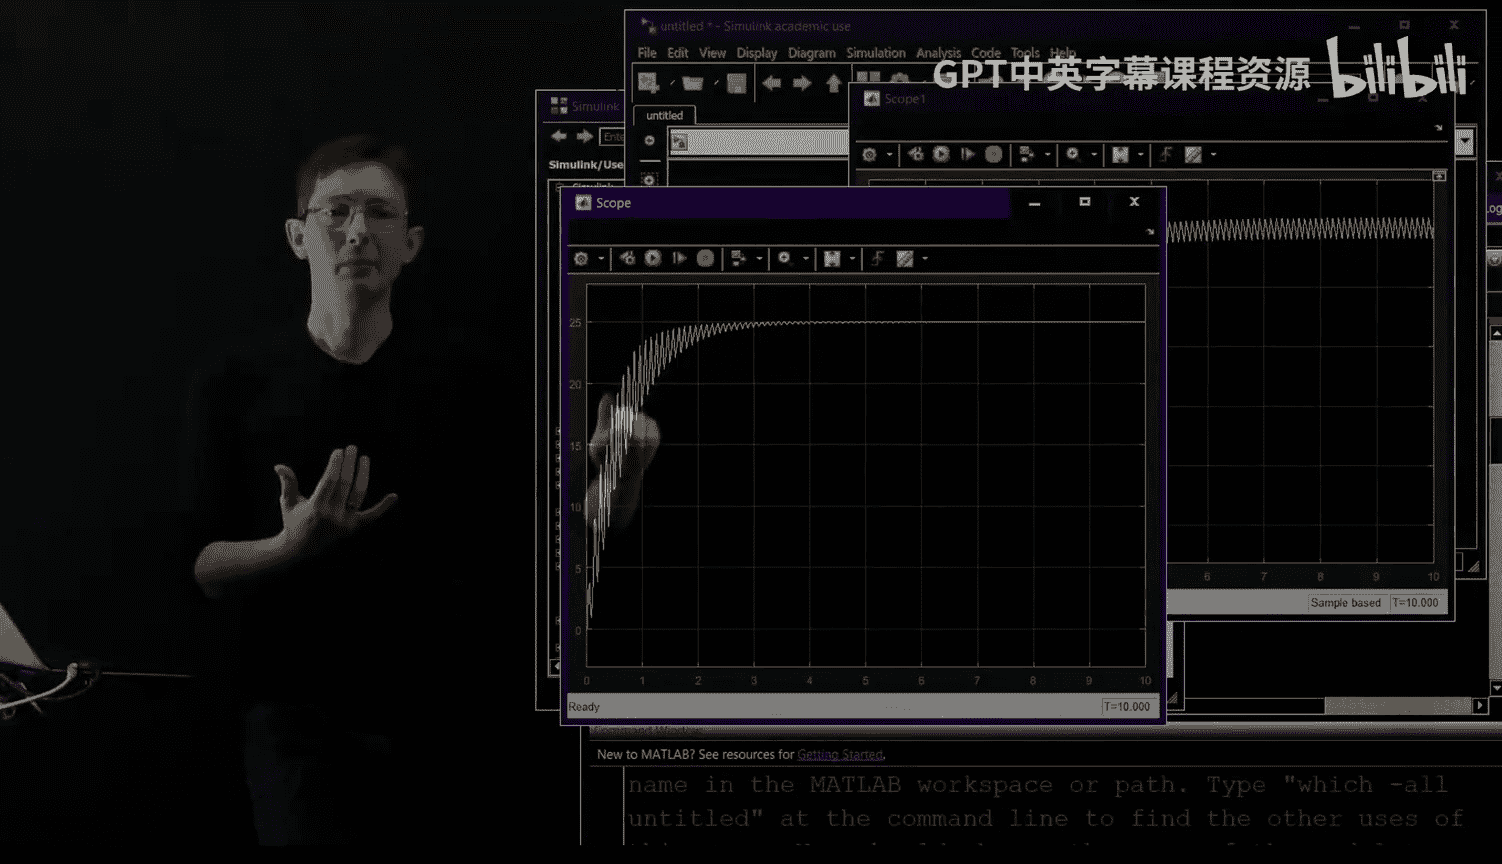 untitled * - Simulink academic use
File Edit View Display Diagram Simulation Analysis Code Tools Help
GPT中英字幕课程资源 bilibili
Simulink
untitled
Scope1
Simulink/Use
Scope
25
20
15
10
5
0
0 1 2 3 4 5 6 7 8 9 10
6 7 8 9 10
Sample based T=10.000
Ready T=10.000
Command Window
New to MATLAB? See resources for Getting Started.
name in the MATLAB workspace or path. Type "which -all
untitled" at the command line to find the other uses of